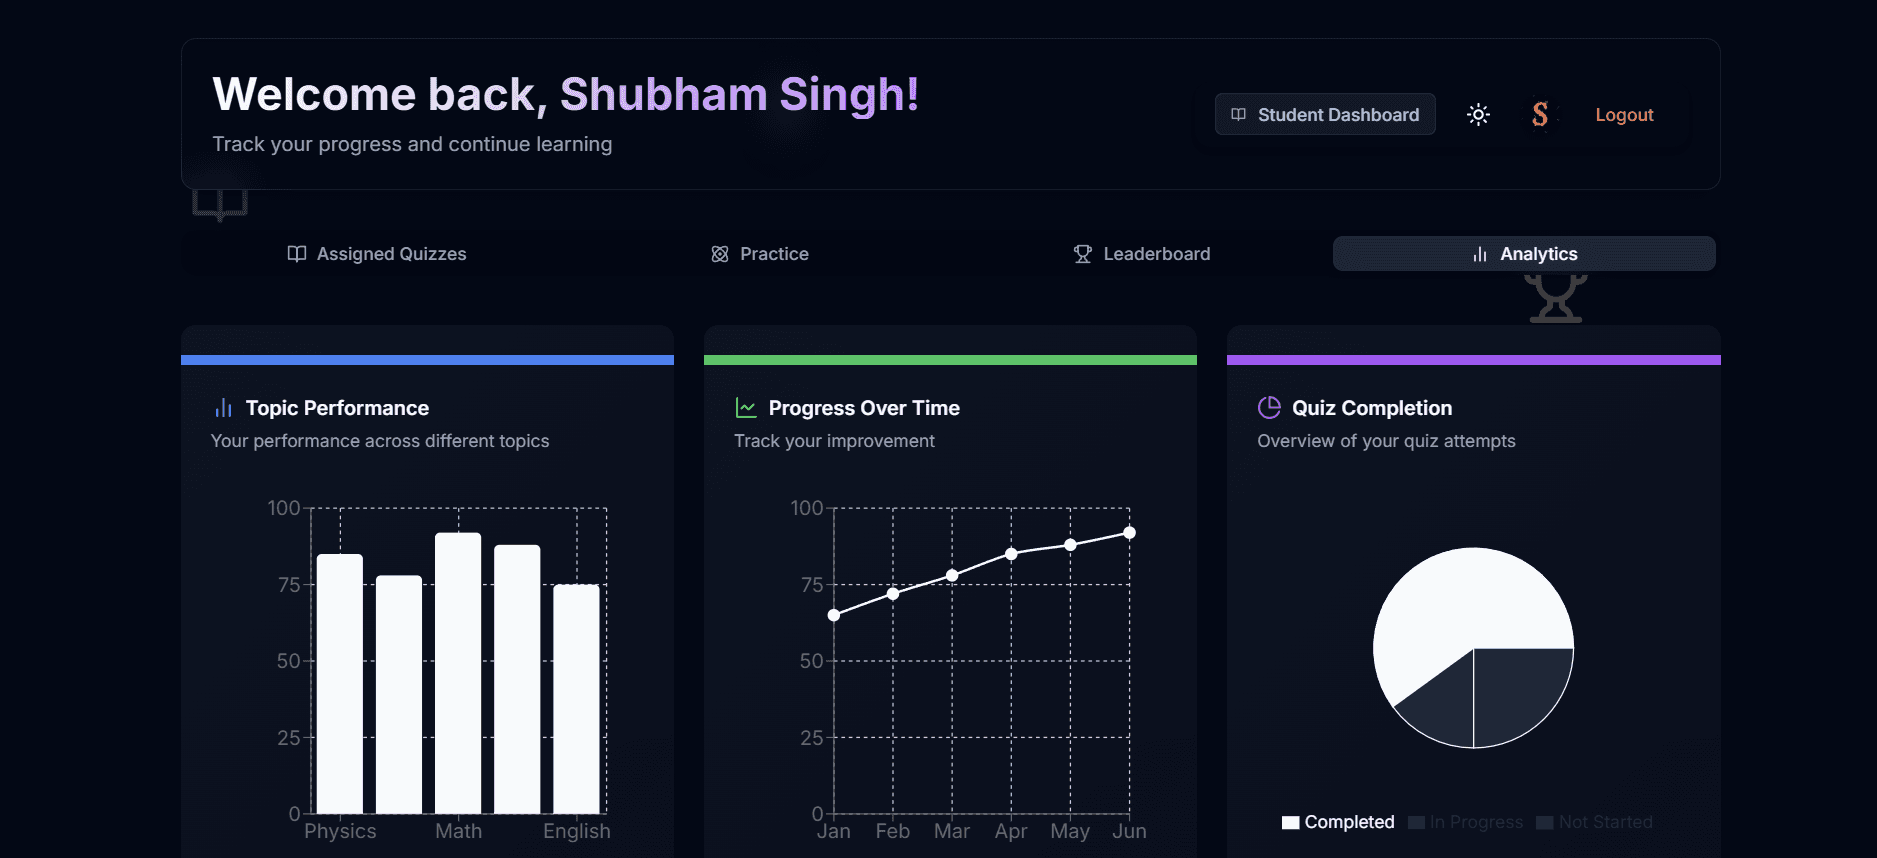 Welcome back, Shubham Singh!
Track your progress and continue learning
Student Dashboard
S
Logout
Assigned Quizzes
Practice
Leaderboard
Analytics
Topic Performance
Your performance across different topics
100
75
50
25
0
Physics Math English
Progress Over Time
Track your improvement
100
75
50
25
0
Jan Feb Mar Apr May Jun
Quiz Completion
Overview of your quiz attempts
Completed In Progress Not Started